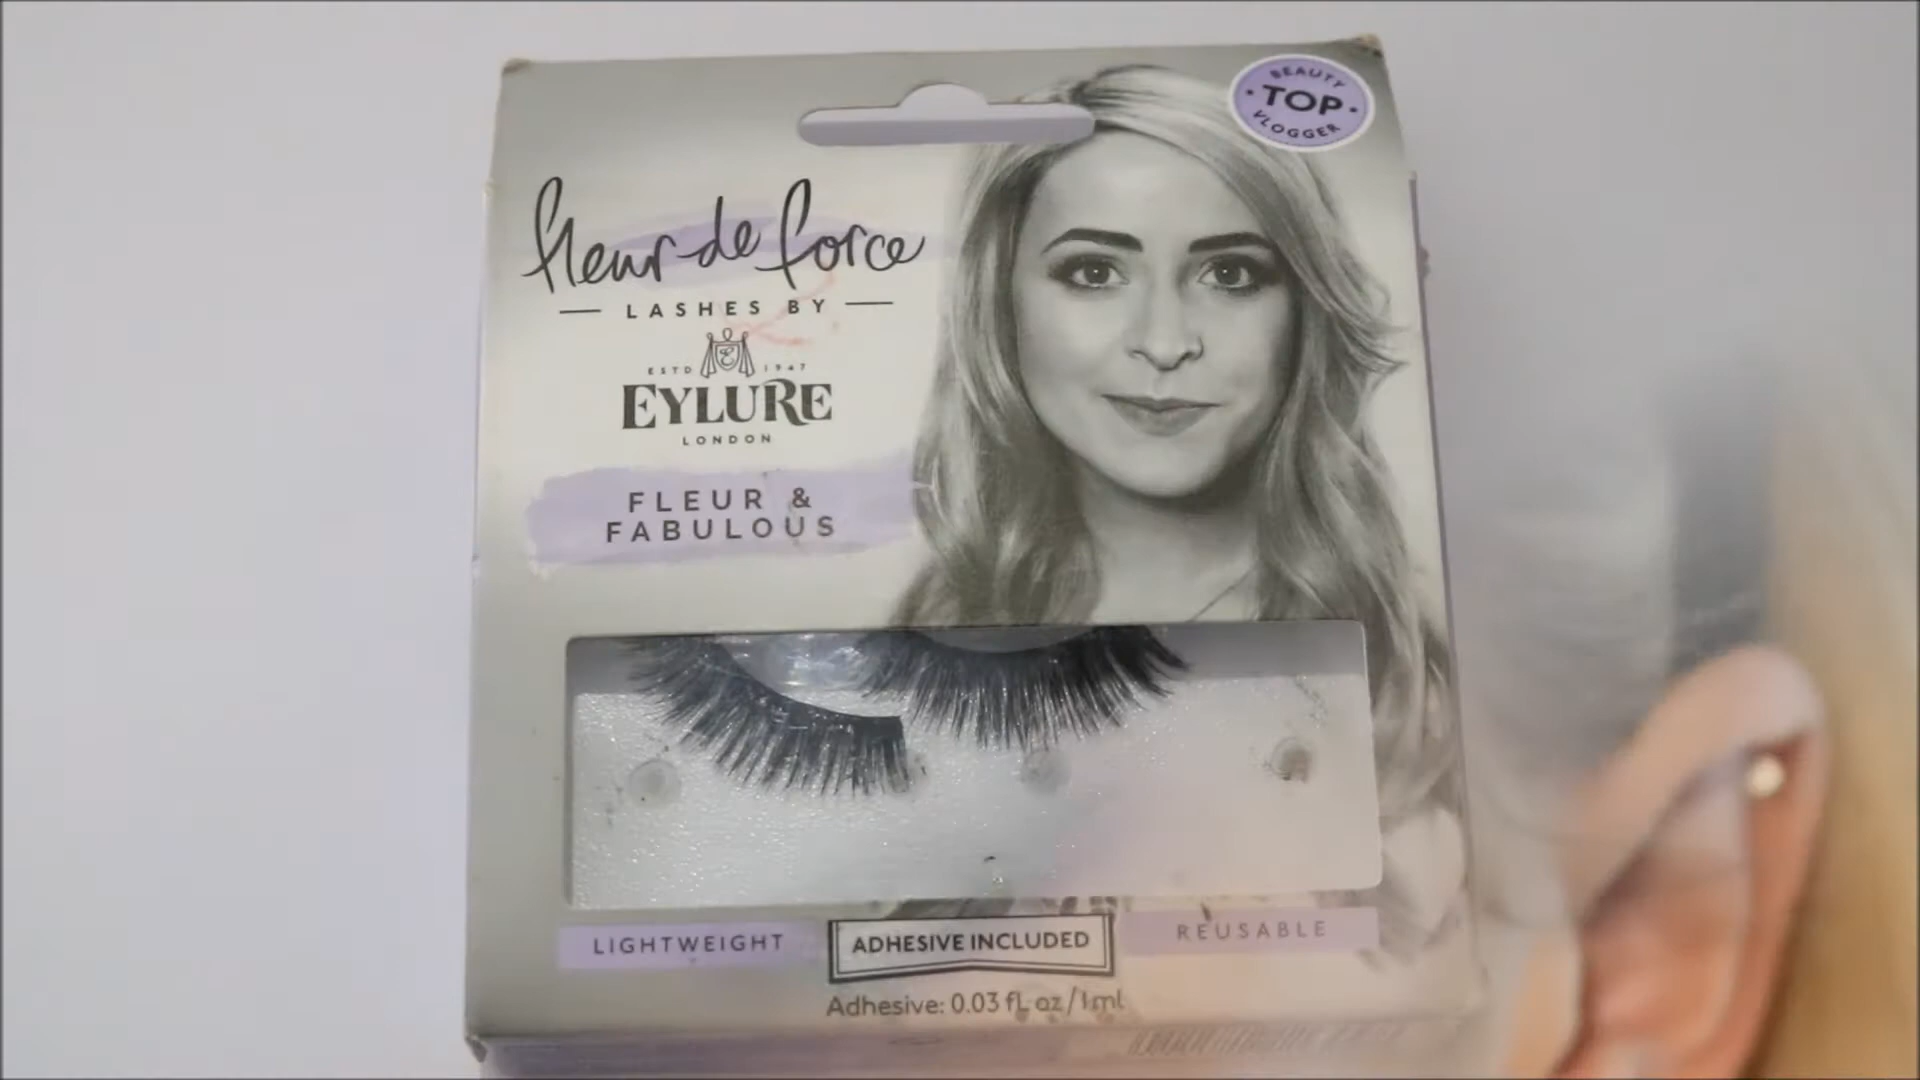 BEAUTY
TOP
VLOGGER
fleur de force
LASHES BY
ESTD 1947
EYLURE
LONDON
FLEUR &
FABULOUS
LIGHTWEIGHT
ADHESIVE INCLUDED
REUSABLE
Adhesive: 0.03 fL oz/1ml